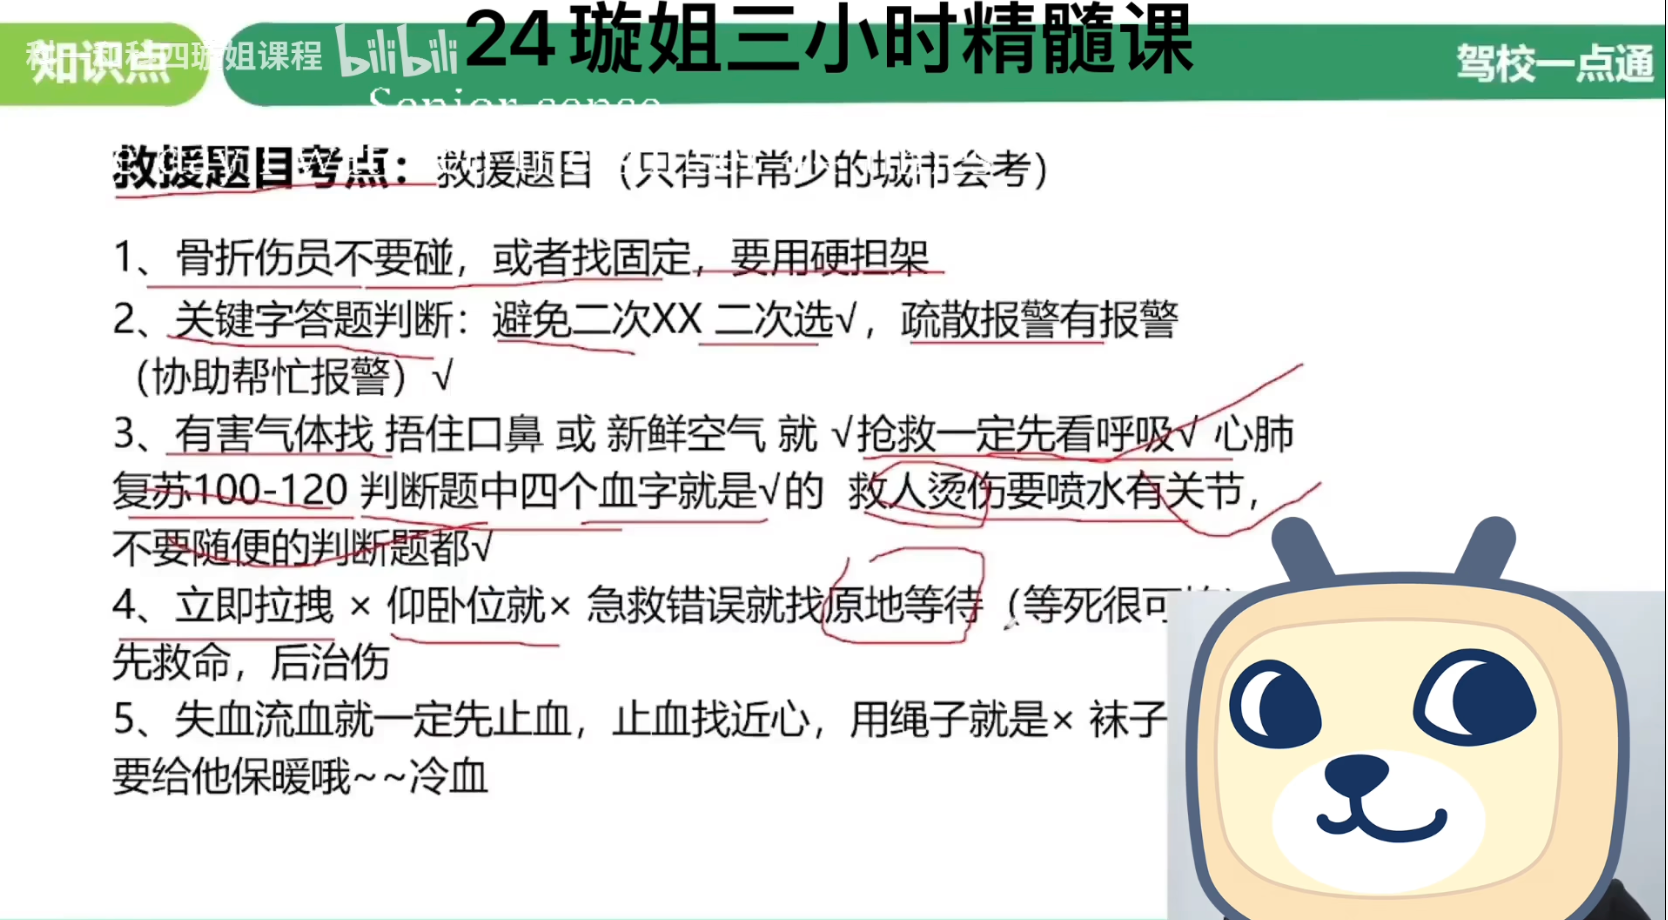 24璇姐三小时精髓课
知识点
四璇姐课程 bilibili
驾校一点通
Senior sense
救援题目考点：救援题目（只有非常少的城市会考）
1、骨折伤员不要碰，或者找固定，要用硬担架
2、关键字答题判断：避免二次XX 二次选√，疏散报警有报警
（协助帮忙报警）√
3、有害气体找 捂住口鼻 或 新鲜空气 就 √抢救一定先看呼吸√ 心肺
复苏100-120 判断题中四个血字就是√的 救人烫伤要喷水有关节，
不要随便的判断题都√
4、立即拉拽 × 仰卧位就× 急救错误就找原地等待（等死很可
先救命，后治伤
5、失血流血就一定先止血，止血找近心，用绳子就是× 袜子
要给他保暖哦~~冷血